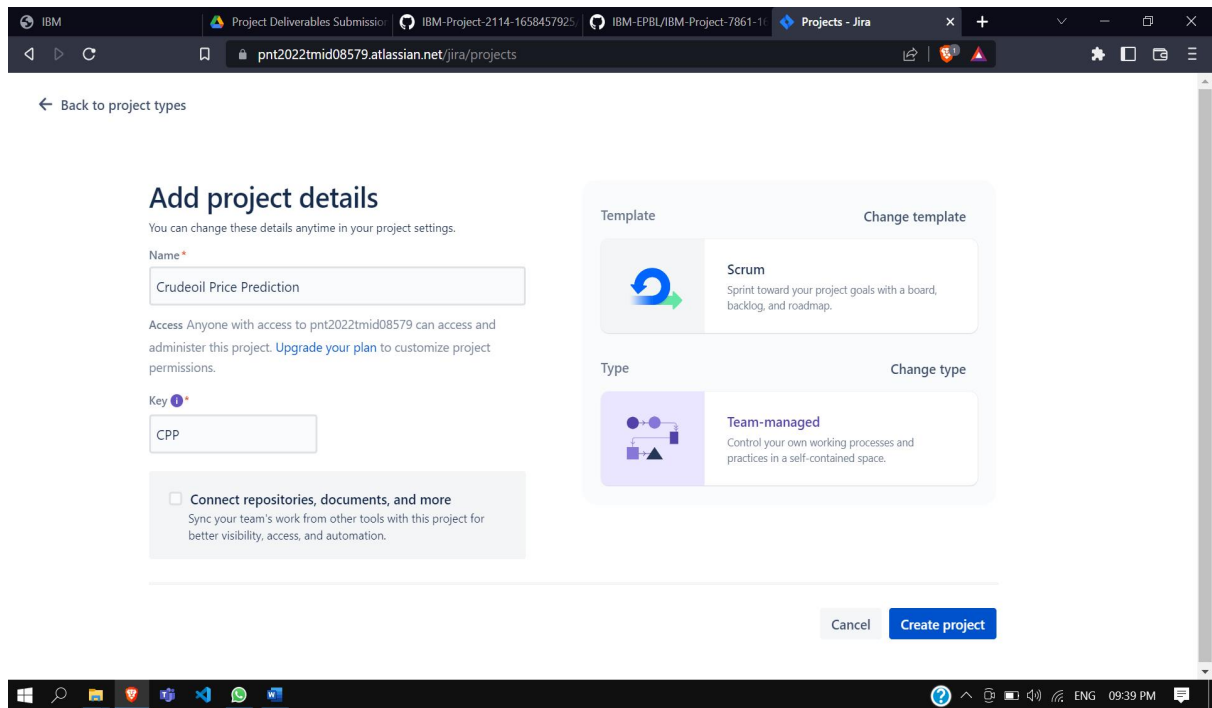 IBM
Project Deliverables Submission
IBM-Project-2114-1658457925/
IBM-EPBL/IBM-Project-7861-16
Projects - Jira
pnt2022tmid08579.atlassian.net/jira/projects
1
Back to project types
Add project details
You can change these details anytime in your project settings.
Name*
Crudeoil Price Prediction
Access Anyone with access to pnt2022tmid08579 can access and
administer this project. Upgrade your plan to customize project
permissions.
Key i *
CPP
Connect repositories, documents, and more
Sync your team's work from other tools with this project for
better visibility, access, and automation.
Template
Change template
Scrum
Sprint toward your project goals with a board,
backlog, and roadmap.
Type
Change type
Team-managed
Control your own working processes and
practices in a self-contained space.
Cancel
Create project
ENG 09:39 PM